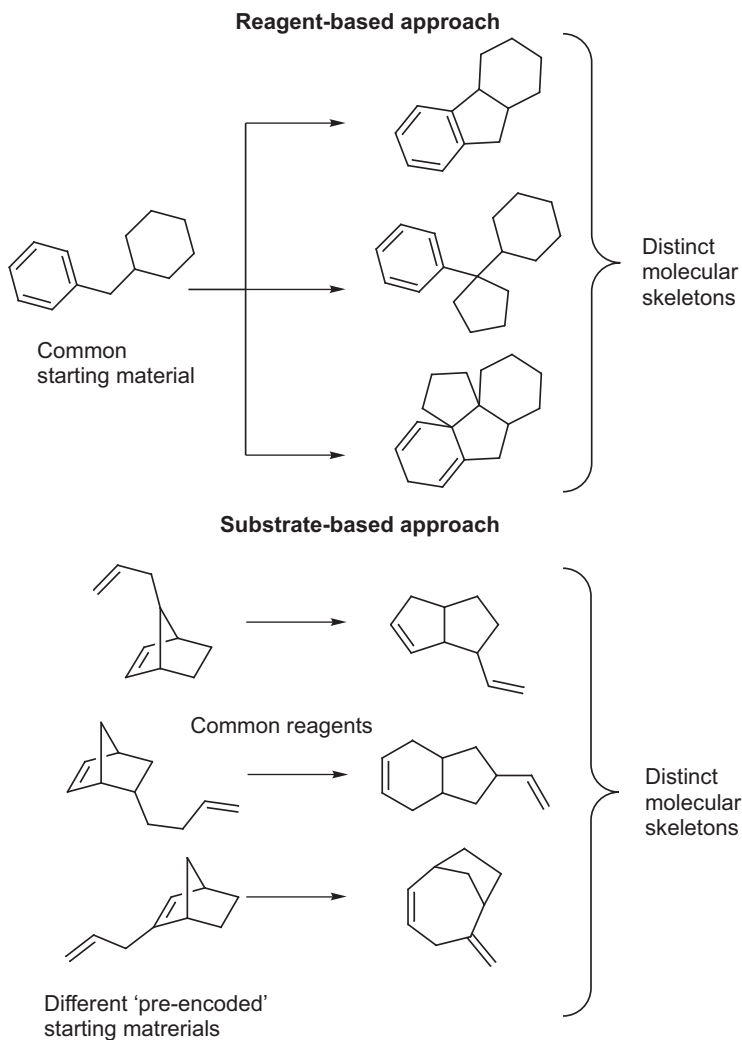 Reagent-based approach
Common
starting material
Distinct
molecular
skeletons
Substrate-based approach
Common reagents
Distinct
molecular
skeletons
Different ‘pre-encoded’
starting matrerials